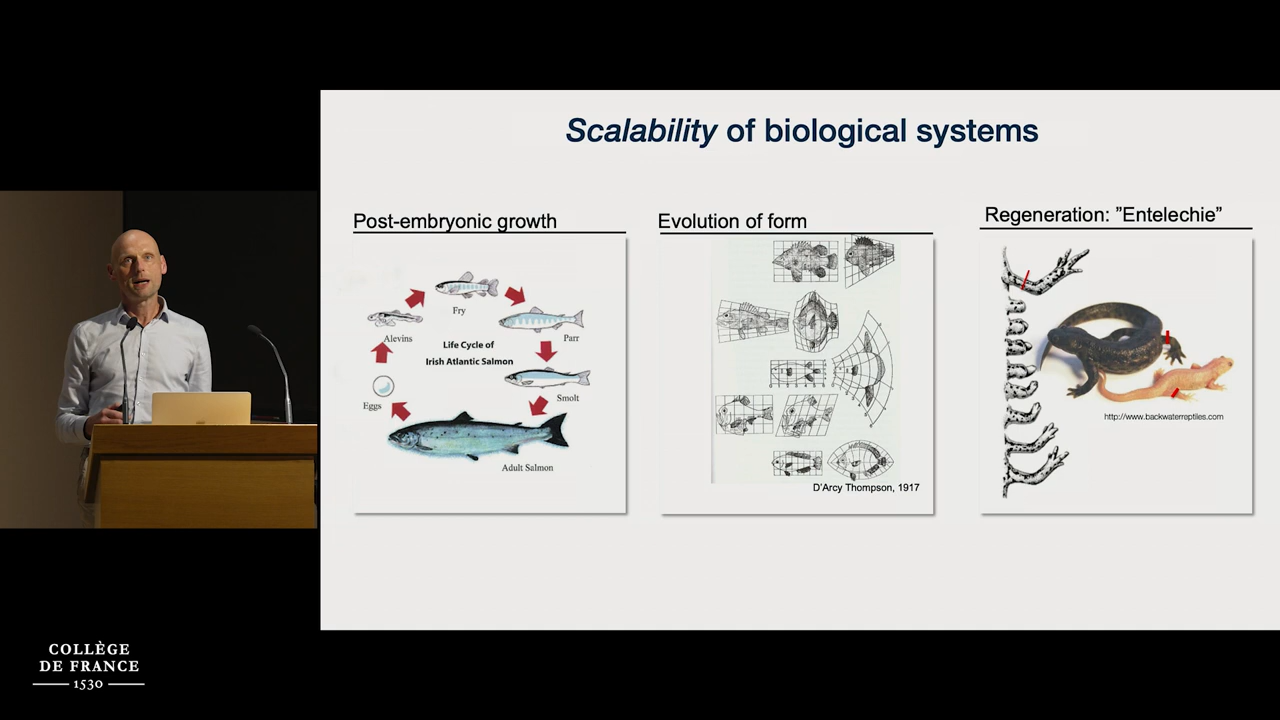 Scalability of biological systems
Post-embryonic growth
Fry
Alevins
Parr
Life Cycle of
Irish Atlantic Salmon
Eggs
Smolt
Adult Salmon
Evolution of form
D'Arcy Thompson, 1917
Regeneration: ”Entelechie”
http://www.backwaterreptiles.com
COLLÈGE
DE FRANCE
1530